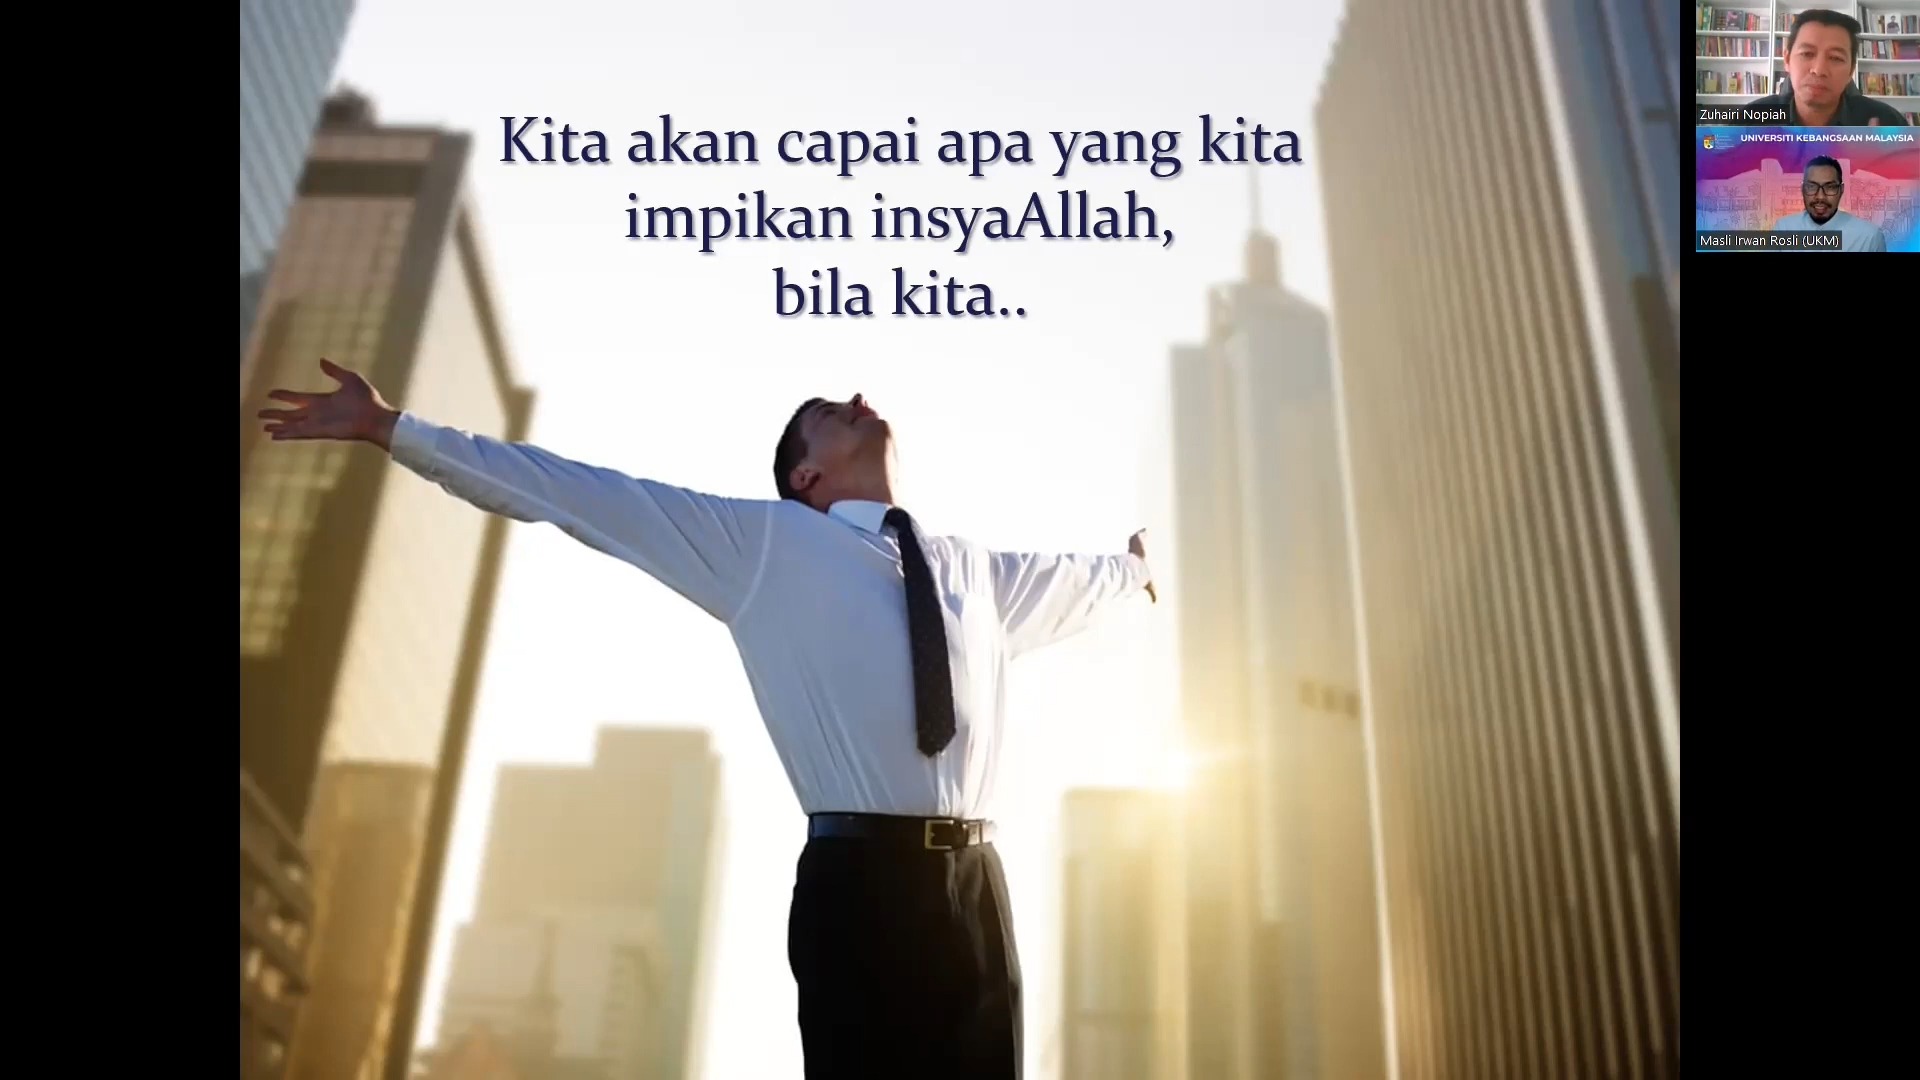 Kita akan capai apa yang kita
impikan insyaAllah,
bila kita..
Zuhairi Nopiah
UNIVERSITI KEBANGSAAN MALAYSIA
Masli Irwan Rosli (UKM)